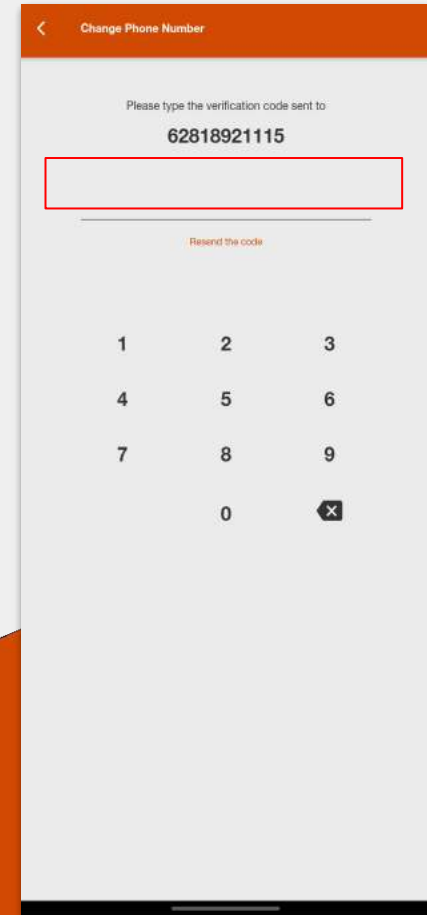 Change Phone Number
Please type the verification code sent to
62818921115
Resend the code
1 2 3
4 5 6
7 8 9
0